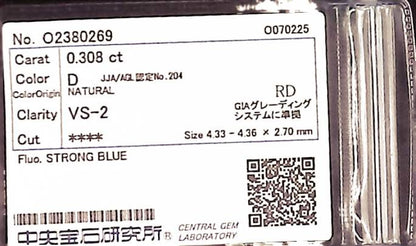 No. O2380269 O070225
Carat 0.308 ct
Color D JJA/AGL認定No.204
ColorOrigin NATURAL RD
Clarity VS-2 GIAグレーディング
システムに準拠
Cut **** Size 4.33 - 4.36 × 2.70 mm
Fluo. STRONG BLUE
中央宝石研究所® CENTRAL GEM
LABORATORY